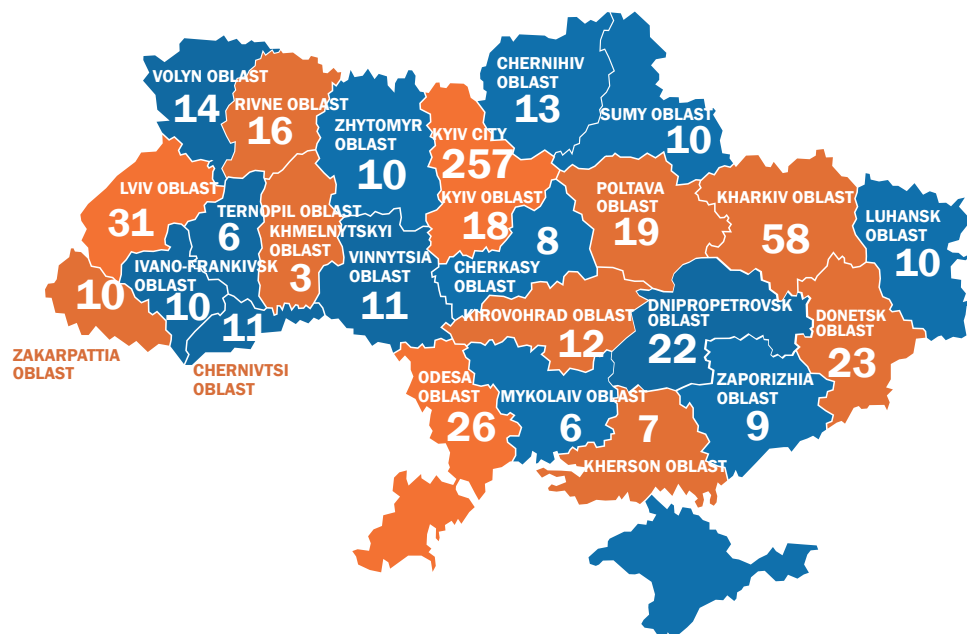 VOLYN OBLAST
14
RIVNE OBLAST
16
ZHYTOMYR
OBLAST
10
KYIV CITY
257
KYIV OBLAST
18
CHERNIHIV
OBLAST
13
SUMY OBLAST
10
LVIV OBLAST
31
TERNOPIL OBLAST
6
KHMELNYTSKYI
OBLAST
3
VINNYTSIA
OBLAST
11
8
CHERKASY
OBLAST
POLTAVA
OBLAST
19
KHARKIV OBLAST
58
LUHANSK
OBLAST
10
10
ZAKARPATTIA
OBLAST
IVANO-FRANKIVSK
OBLAST
10
11
CHERNIVTSI
OBLAST
KIROVOHRAD OBLAST
12
DNIPROPETROVSK
OBLAST
22
DONETSK
OBLAST
23
ODESA
OBLAST
26
MYKOLAIV OBLAST
6
7
KHERSON OBLAST
ZAPORIZHIA
OBLAST
9